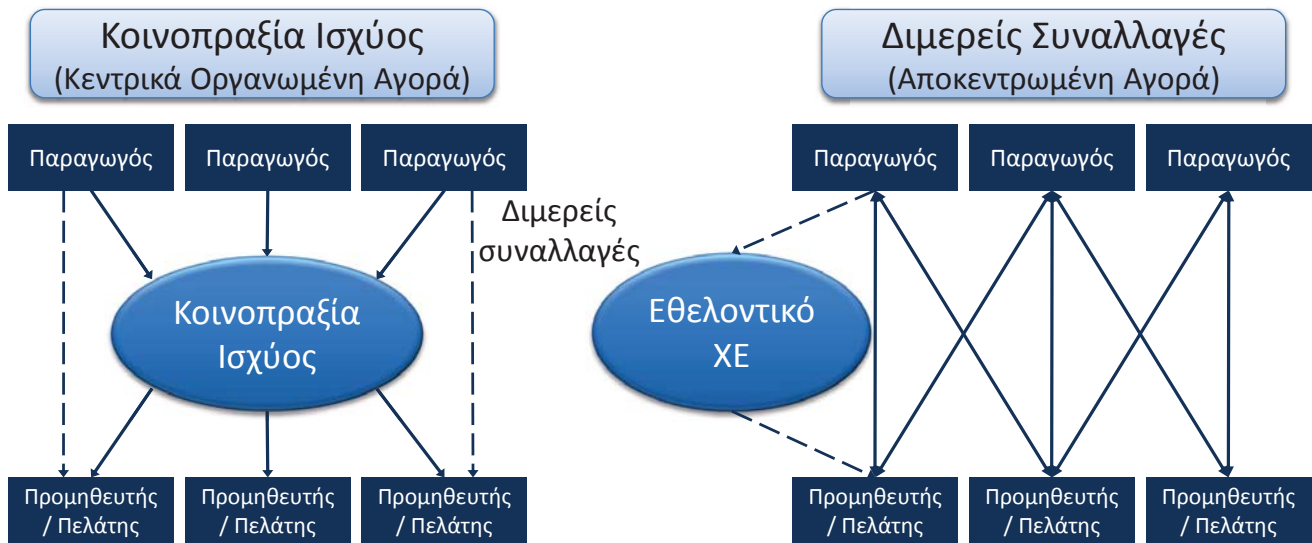 Κοινοπραξία Ισχύος
(Κεντρικά Οργανωμένη Αγορά)
Παραγωγός
Παραγωγός
Παραγωγός
Διμερείς
συναλλαγές
Κοινοπραξία
Ισχύος
Προμηθευτής
/ Πελάτης
Προμηθευτής
/ Πελάτης
Προμηθευτής
/ Πελάτης
Διμερείς Συναλλαγές
(Αποκεντρωμένη Αγορά)
Παραγωγός
Παραγωγός
Παραγωγός
Εθελοντικό
ΧΕ
Προμηθευτής
/ Πελάτης
Προμηθευτής
/ Πελάτης
Προμηθευτής
/ Πελάτης